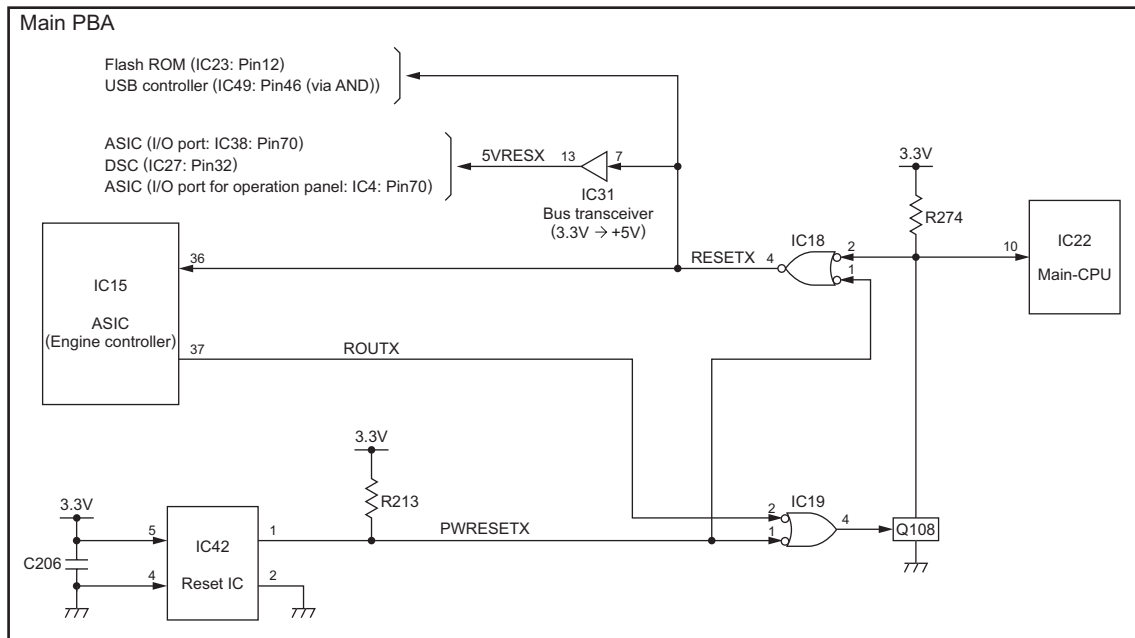 Main PBA
Flash ROM (IC23: Pin12)
USB controller (IC49: Pin46 (via AND))
ASIC (I/O port: IC38: Pin70)
DSC (IC27: Pin32)
ASIC (I/O port for operation panel: IC4: Pin70)
5VRESX
13
7
IC31
Bus transceiver
(3.3V → +5V)
3.3V
R274
IC18
2
1
4
RESETX
10
IC22
Main-CPU
36
IC15
ASIC
(Engine controller)
37
ROUTX
3.3V
R213
3.3V
C206
5
4
IC42
Reset IC
1
2
PWRESETX
IC19
2
1
4
Q108